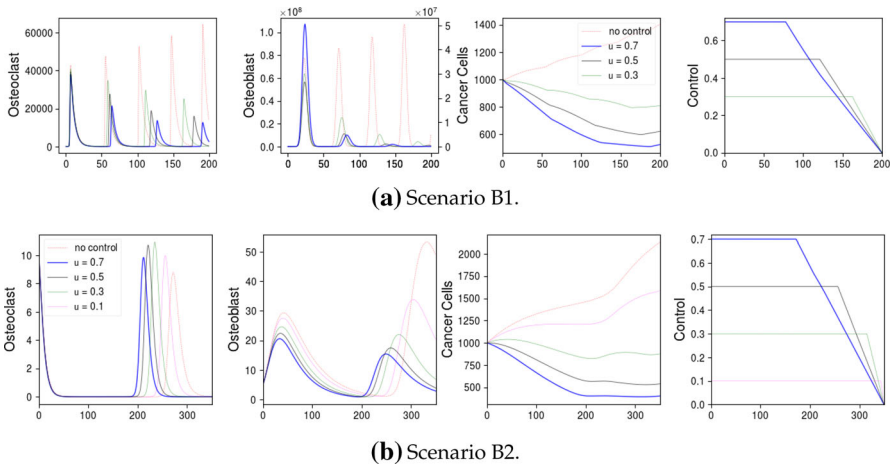 Osteoclast
60000
40000
20000
0
0 50 100 150 200
×10⁸
×10⁷
Osteoblast
1.0
0.8
0.6
0.4
0.2
0.0
5
4
3
2
1
0
0 50 100 150 200
Cancer Cells
1400
1200
1000
800
600
0 50 100 150 200
no control
u = 0.7
u = 0.5
u = 0.3
Control
0.6
0.4
0.2
0.0
0 50 100 150 200
(a) Scenario B1.
Osteoclast
10
8
6
4
2
0
0 100 200 300
no control
u = 0.7
u = 0.5
u = 0.3
u = 0.1
Osteoblast
50
40
30
20
10
0
0 100 200 300
Cancer Cells
2000
1750
1500
1250
1000
750
500
0 100 200 300
Control
0.7
0.6
0.5
0.4
0.3
0.2
0.1
0.0
0 100 200 300
(b) Scenario B2.